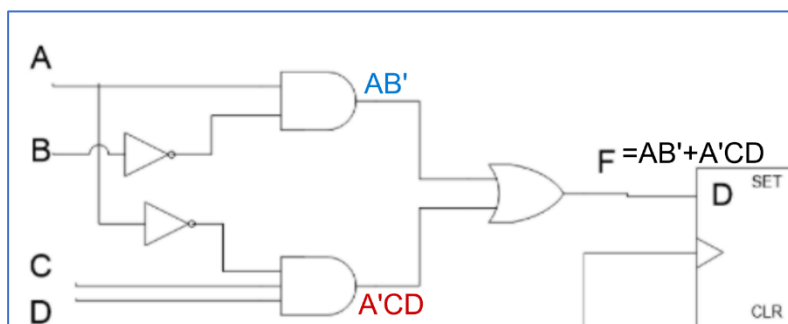 A
AB'
B
F =AB'+A'CD
D SET
C
D
A'CD
CLR